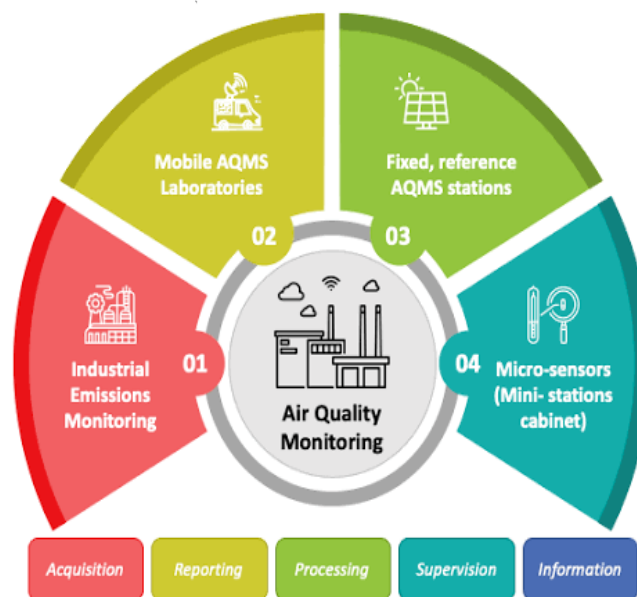 Mobile AQMS
Laboratories
02
Fixed, reference
AQMS stations
03
Industrial
Emissions
Monitoring
01
Air Quality
Monitoring
04
Micro-sensors
(Mini- stations
cabinet)
Acquisition
Reporting
Processing
Supervision
Information